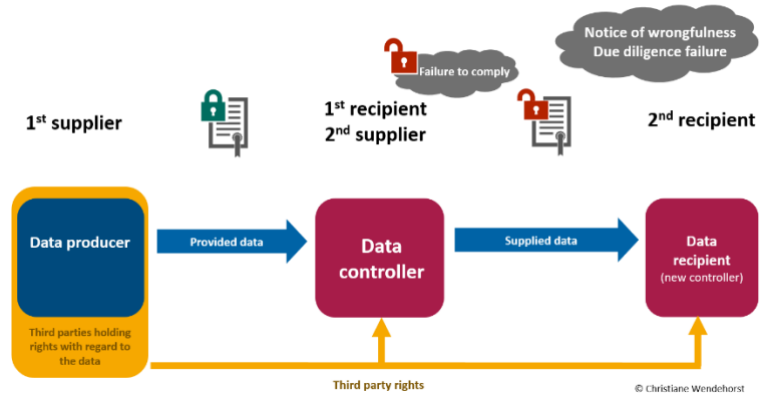 Notice of wrongfulness
Due diligence failure
Failure to comply
1st supplier
1st recipient
2nd supplier
2nd recipient
Data producer
Provided data
Data
controller
Supplied data
Data
recipient
(new controller)
Third parties holding
rights with regard to
the data
Third party rights
© Christiane Wendehorst